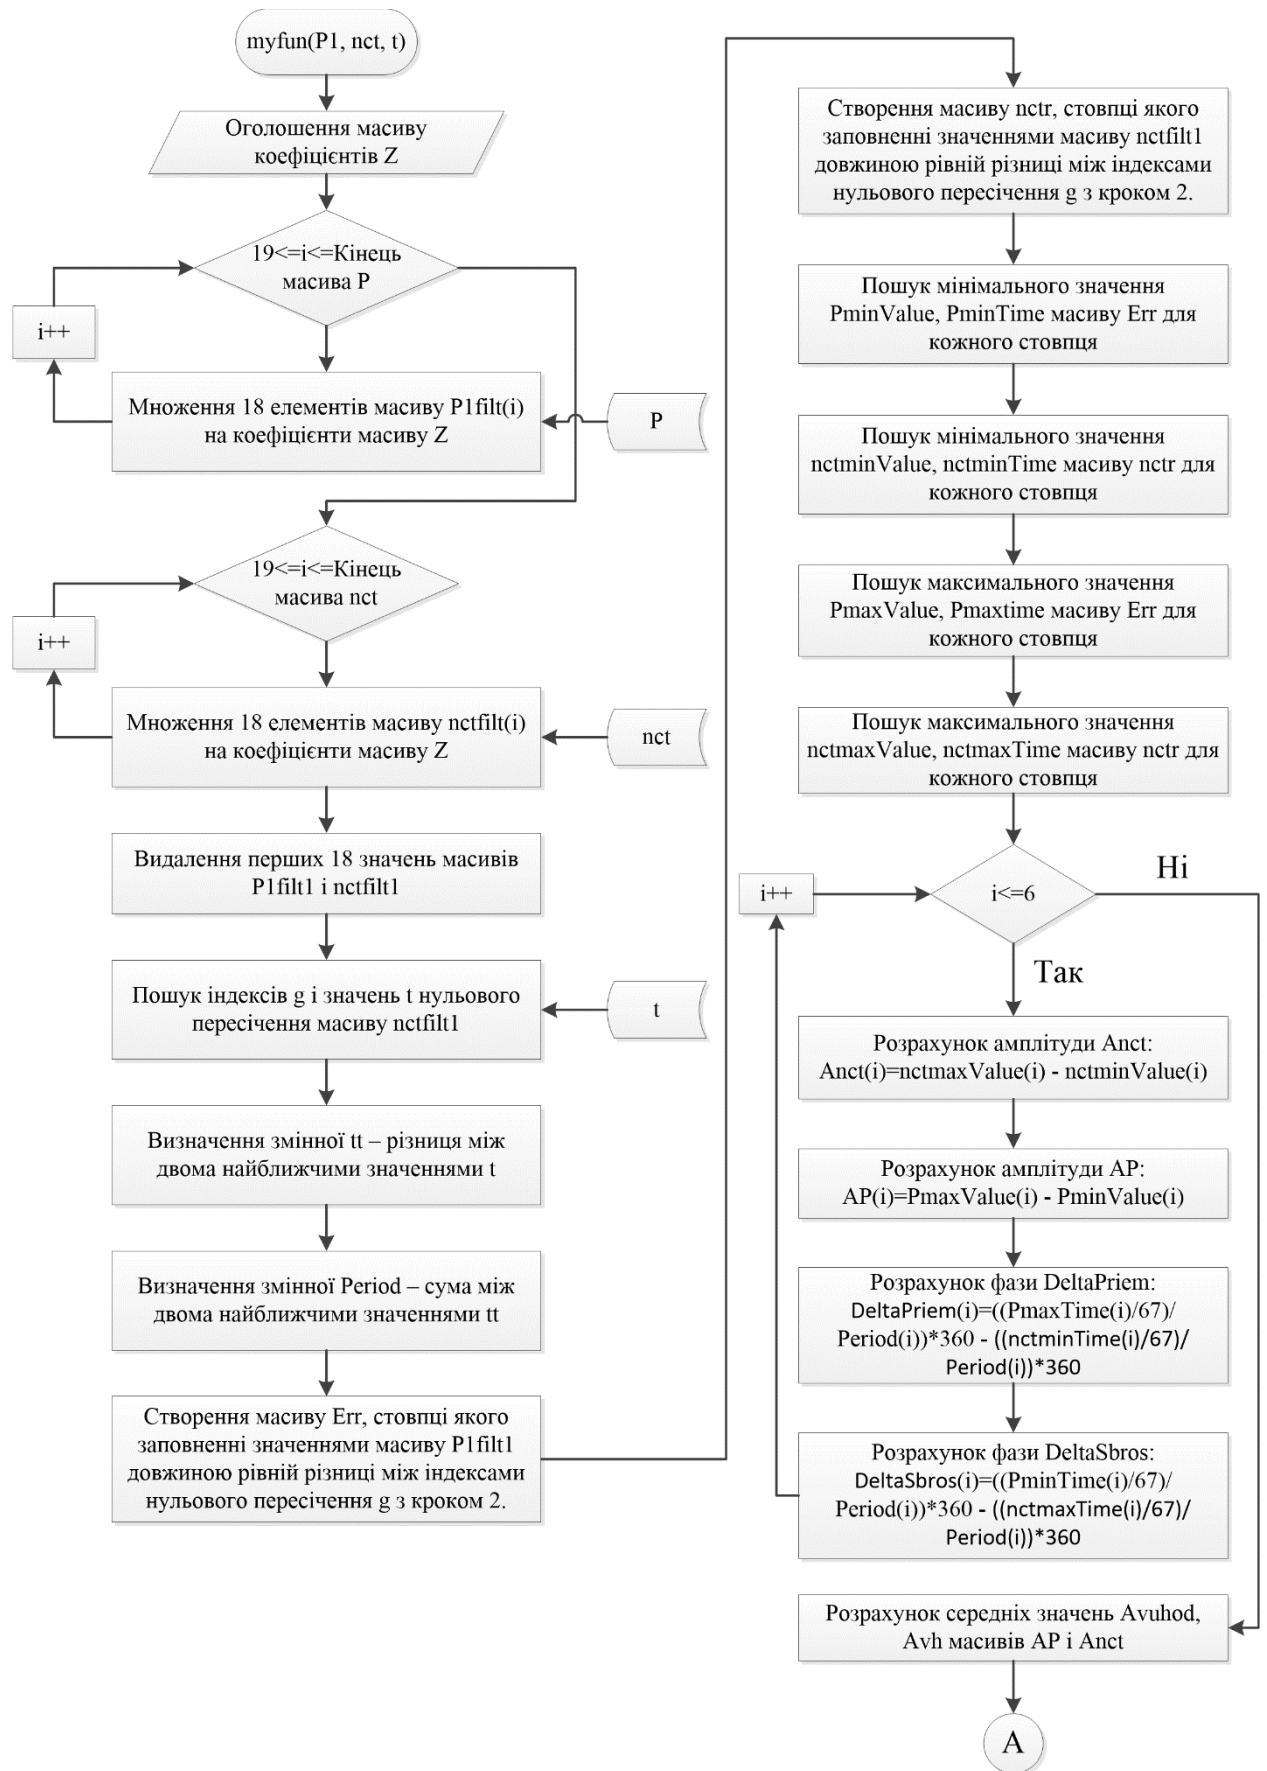 myfun(P1, nct, t)
Оголошення масиву
коефіцієнтів Z
19<=i<=Кінець
масива P
i++
Множення 18 елементів масиву P1filt(i)
на коефіцієнти масиву Z
P
19<=i<=Кінець
масива nct
i++
Множення 18 елементів масиву nctfilt(i)
на коефіцієнти масиву Z
nct
Видалення перших 18 значень масивів
P1filt1 і nctfilt1
Пошук індексів g і значень t нульового
пересічення масиву nctfilt1
t
Визначення змінної tt – різниця між
двома найближчими значеннями t
Визначення змінної Period – сума між
двома найближчими значеннями tt
Створення масиву Err, стовпці якого
заповненні значеннями масиву P1filt1
довжиною рівній різниці між індексами
нульового пересічення g з кроком 2.
Створення масиву nctr, стовпці якого
заповненні значеннями масиву nctfilt1
довжиною рівній різниці між індексами
нульового пересічення g з кроком 2.
Пошук мінімального значення
PminValue, PminTime масиву Err для
кожного стовпця
Пошук мінімального значення
nctminValue, nctminTime масиву nctr для
кожного стовпця
Пошук максимального значення
PmaxValue, Pmaxtime масиву Err для
кожного стовпця
Пошук максимального значення
nctmaxValue, nctmaxTime масиву nctr для
кожного стовпця
i<=6
Ні
i++
Так
Розрахунок амплітуди Anct:
Anct(i)=nctmaxValue(i) - nctminValue(i)
Розрахунок амплітуди AP:
AP(i)=PmaxValue(i) - PminValue(i)
Розрахунок фази DeltaPriem:
DeltaPriem(i)=((PmaxTime(i)/67)/
Period(i))*360 - ((nctminTime(i)/67)/
Period(i))*360
Розрахунок фази DeltaSbros:
DeltaSbros(i)=((PminTime(i)/67)/
Period(i))*360 - ((nctmaxTime(i)/67)/
Period(i))*360
Розрахунок середніх значень Avuhod,
Avh масивів AP і Anct
A